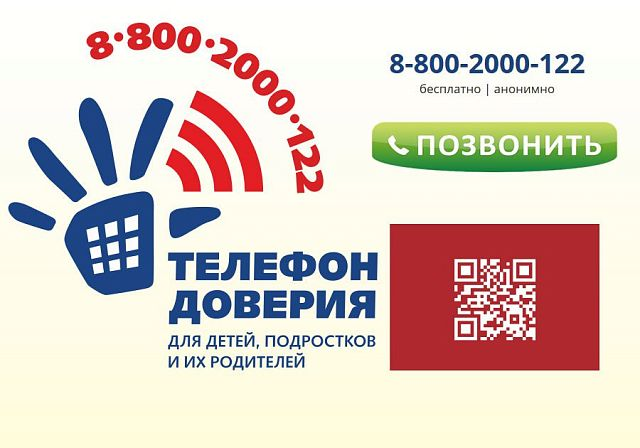 8·800·2000·122
ТЕЛЕФОН
ДОВЕРИЯ
ДЛЯ ДЕТЕЙ, ПОДРОСТКОВ
И ИХ РОДИТЕЛЕЙ
8-800-2000-122
бесплатно | анонимно
ПОЗВОНИТЬ